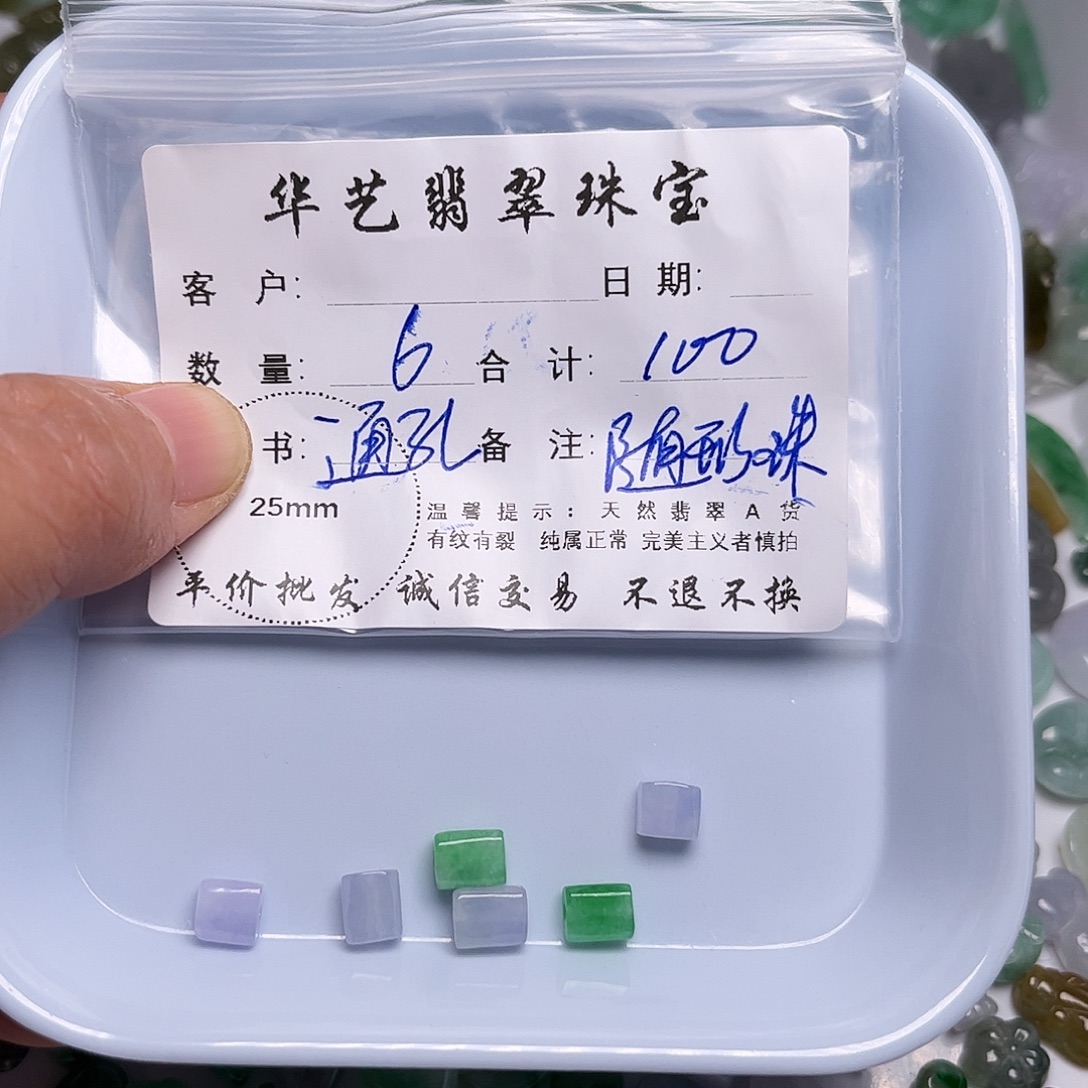 华艺翡翠珠宝
客 户： 日 期：
数 量： 6 合 计： 100
书： 通孔 备 注： 随形珠
25mm 温馨提示：天然翡翠A货
有纹有裂 纯属正常 完美主义者慎拍
平价批发 诚信交易 不退不换